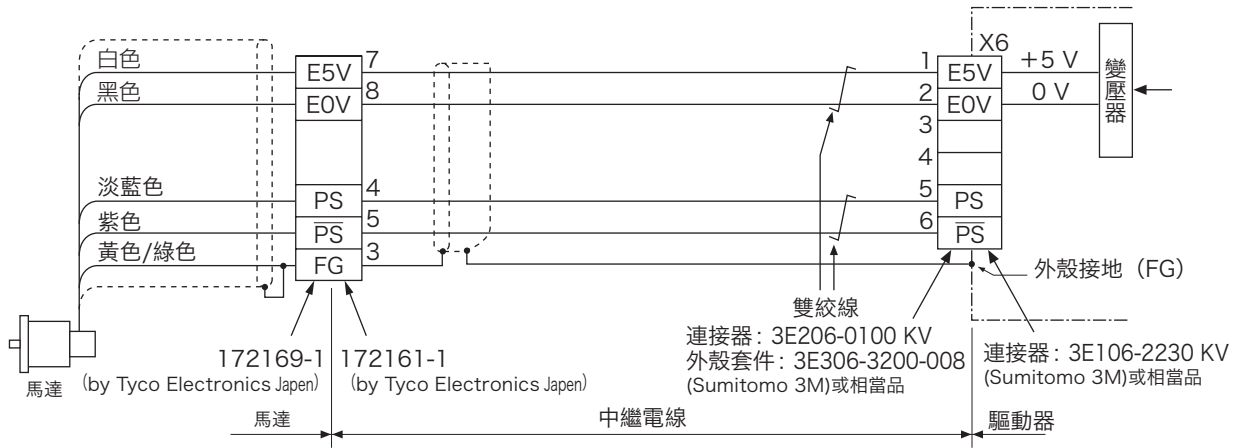 X6
白色 E5V 7 1 E5V +5 V
黑色 E0V 8 2 E0V 0 V
變壓器
3
4
淡藍色 PS 4 5 PS
紫色 PS 5 6 PS
黃色/綠色 FG 3
外殼接地（FG）
雙絞線
172169-1 172161-1
(by Tyco Electronics Japen) (by Tyco Electronics Japen)
連接器：3E206-0100 KV
外殼套件：3E306-3200-008
(Sumitomo 3M)或相當品
連接器：3E106-2230 KV
(Sumitomo 3M)或相當品
馬達
馬達 中繼電線 驅動器